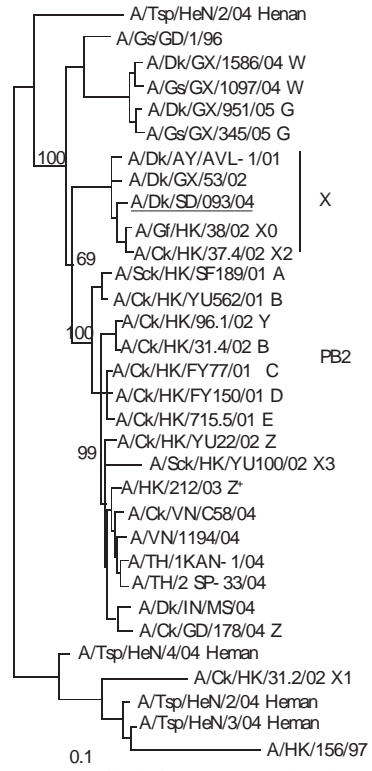 A/Tsp/HeN/2/04 Henan
A/Gs/GD/1/96
A/Dk/GX/1586/04 W
A/Gs/GX/1097/04 W
A/Dk/GX/951/05 G
A/Gs/GX/345/05 G
100
A/Dk/AY/AVL- 1/01
A/Dk/GX/53/02
A/Dk/SD/093/04
X
A/Gf/HK/38/02 X0
A/Ck/HK/37.4/02 X2
69
A/Sck/HK/SF189/01 A
A/Ck/HK/YU562/01 B
A/Ck/HK/96.1/02 Y
100
A/Ck/HK/31.4/02 B
PB2
A/Ck/HK/FY77/01 C
A/Ck/HK/FY150/01 D
A/Ck/HK/715.5/01 E
A/Ck/HK/YU22/02 Z
99
A/Sck/HK/YU100/02 X3
A/HK/212/03 Z+
A/Ck/VN/C58/04
A/VN/1194/04
A/TH/1KAN- 1/04
A/TH/2 SP- 33/04
A/Dk/IN/MS/04
A/Ck/GD/178/04 Z
A/Tsp/HeN/4/04 Heman
A/Ck/HK/31.2/02 X1
A/Tsp/HeN/2/04 Heman
A/Tsp/HeN/3/04 Heman
A/HK/156/97
0.1